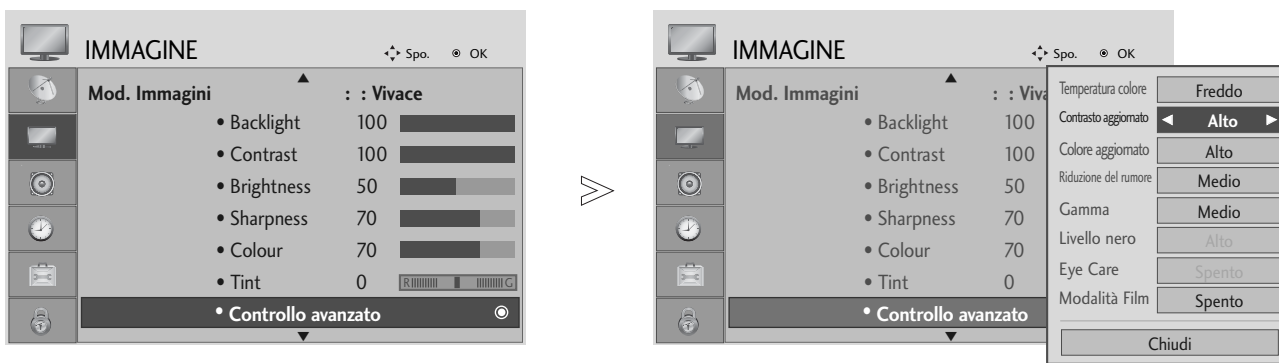 IMMAGINE Spo. OK
Mod. Immagini : : Vivace
• Backlight 100
• Contrast 100
• Brightness 50
• Sharpness 70
• Colour 70
• Tint 0 R G
• Controllo avanzato
IMMAGINE Spo. OK
Mod. Immagini : : Viva
• Backlight 100
• Contrast 100
• Brightness 50
• Sharpness 70
• Colour 70
• Tint 0
• Controllo avanzato
Temperatura colore Freddo
Contrasto aggiornato Alto
Colore aggiornato Alto
Riduzione del rumore Medio
Gamma Medio
Livello nero Alto
Eye Care Spento
Modalità Film Spento
Chiudi